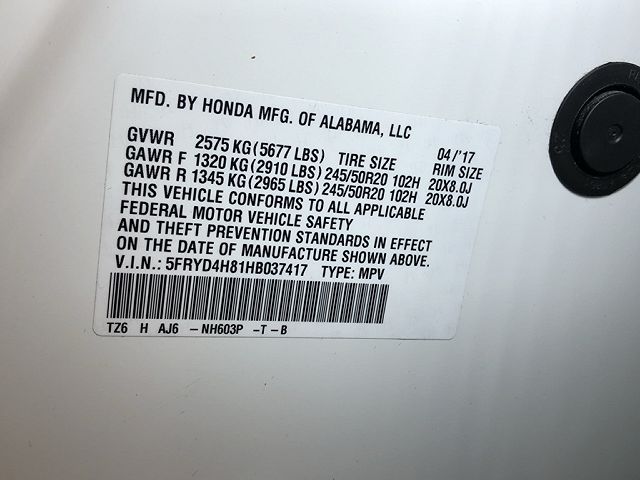 MFD. BY HONDA MFG. OF ALABAMA, LLC
04/'17
GVWR 2575 KG (5677 LBS) TIRE SIZE RIM SIZE
GAWR F 1320 KG (2910 LBS) 245/50R20 102H 20X8.0J
GAWR R 1345 KG (2965 LBS) 245/50R20 102H 20X8.0J
THIS VEHICLE CONFORMS TO ALL APPLICABLE
FEDERAL MOTOR VEHICLE SAFETY
AND THEFT PREVENTION STANDARDS IN EFFECT
ON THE DATE OF MANUFACTURE SHOWN ABOVE.
V.I.N.: 5FRYD4H81HB037417 TYPE: MPV
TZ6 H AJ6 -NH603P -T-B